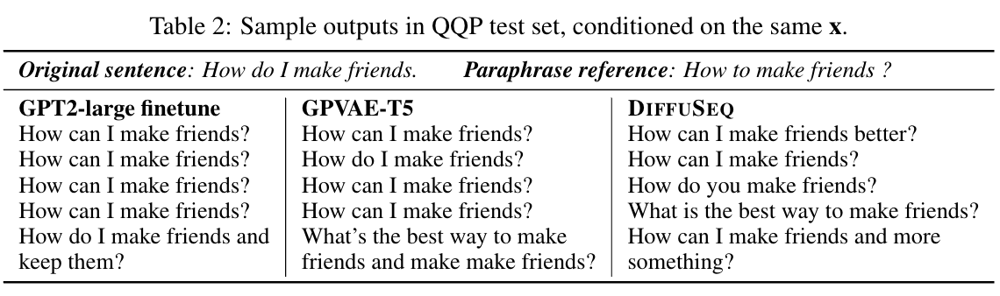 Table 2: Sample outputs in QQP test set, conditioned on the same x.
Original sentence: How do I make friends. Paraphrase reference: How to make friends ?
GPT2-large finetune
How can I make friends?
How can I make friends?
How can I make friends?
How can I make friends?
How do I make friends and
keep them?
GPVAE-T5
How can I make friends?
How do I make friends?
How can I make friends?
How can I make friends?
What's the best way to make
friends and make make friends?
DIFFUSEQ
How can I make friends better?
How can I make friends?
How do you make friends?
What is the best way to make friends?
How can I make friends and more
something?